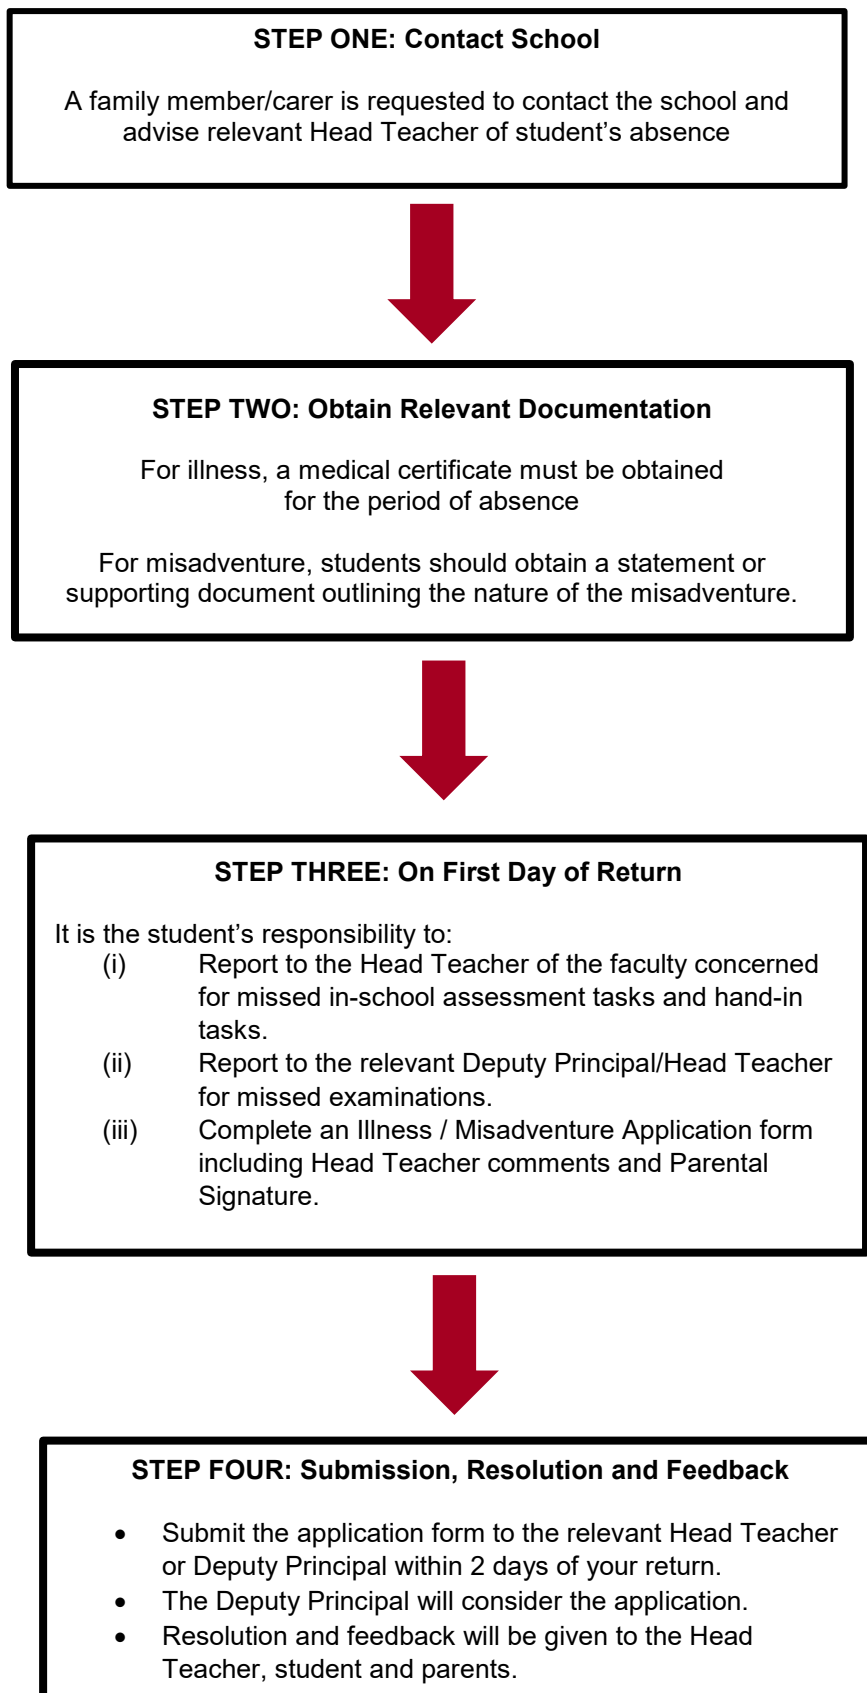 STEP ONE: Contact School
A family member/carer is requested to contact the school and
advise relevant Head Teacher of student’s absence
STEP TWO: Obtain Relevant Documentation
For illness, a medical certificate must be obtained
for the period of absence
For misadventure, students should obtain a statement or
supporting document outlining the nature of the misadventure.
STEP THREE: On First Day of Return
It is the student’s responsibility to:
(i) Report to the Head Teacher of the faculty concerned
for missed in-school assessment tasks and hand-in
tasks.
(ii) Report to the relevant Deputy Principal/Head Teacher
for missed examinations.
(iii) Complete an Illness / Misadventure Application form
including Head Teacher comments and Parental
Signature.
STEP FOUR: Submission, Resolution and Feedback
• Submit the application form to the relevant Head Teacher
or Deputy Principal within 2 days of your return.
• The Deputy Principal will consider the application.
• Resolution and feedback will be given to the Head
Teacher, student and parents.